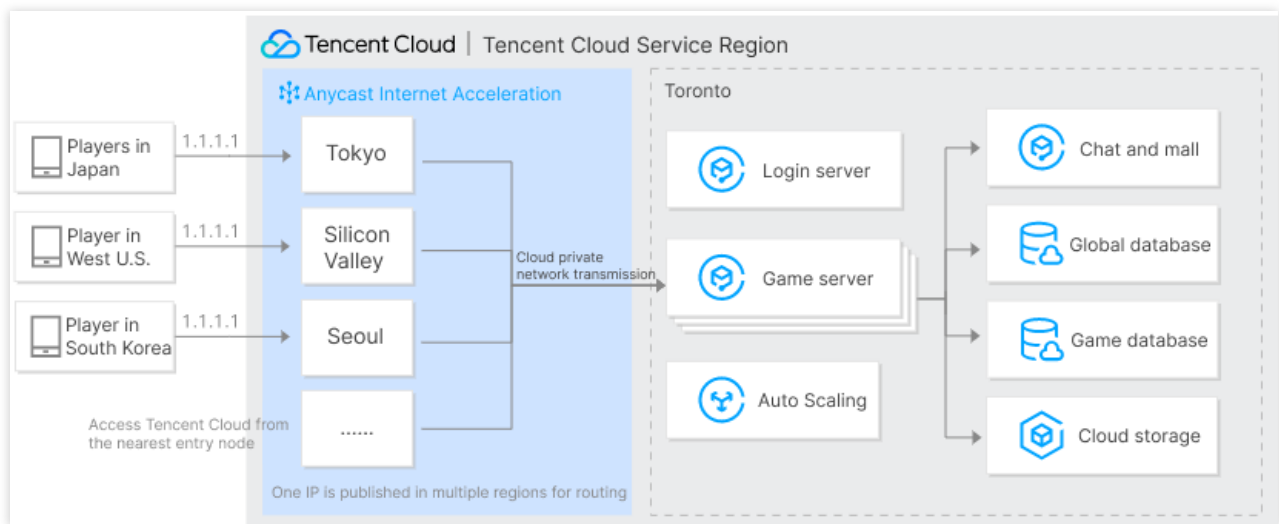 Tencent Cloud | Tencent Cloud Service Region
Anycast Internet Acceleration
Players in
Japan
1.1.1.1
Tokyo
Player in
West U.S.
1.1.1.1
Silicon
Valley
Player in
South Korea
1.1.1.1
Seoul
......
Access Tencent Cloud from
the nearest entry node
One IP is published in multiple regions for routing
Cloud private
network transmission
Toronto
Login server
Game server
Auto Scaling
Chat and mall
Global database
Game database
Cloud storage